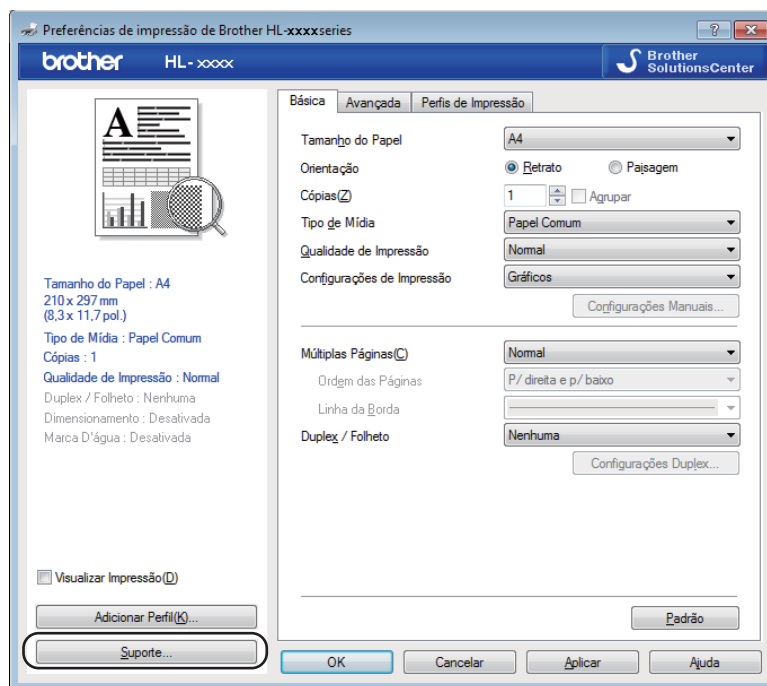 Preferências de impressão de Brother HL-xxxxseries
brother HL-xxxx
Brother
SolutionsCenter
A
Tamanho do Papel : A4
210 x 297 mm
(8,3 x 11,7 pol.)
Tipo de Mídia : Papel Comum
Cópias : 1
Qualidade de Impressão : Normal
Duplex / Folheto : Nenhuma
Dimensionamento : Desativada
Marca D'água : Desativada
Visualizar Impressão(D)
Adicionar Perfil(K)...
Suporte...
Básica Avançada Perfis de Impressão
Tamanho do Papel A4
Orientação Retrato Paisagem
Cópias(Z) 1 Agrupar
Tipo de Mídia Papel Comum
Qualidade de Impressão Normal
Configurações de Impressão Gráficos
Configurações Manuais...
Múltiplas Páginas(C) Normal
Ordem das Páginas P/ direita e p/ baixo
Linha da Borda
Duplex / Folheto Nenhuma
Configurações Duplex...
Padrão
OK Cancelar Aplicar Ajuda